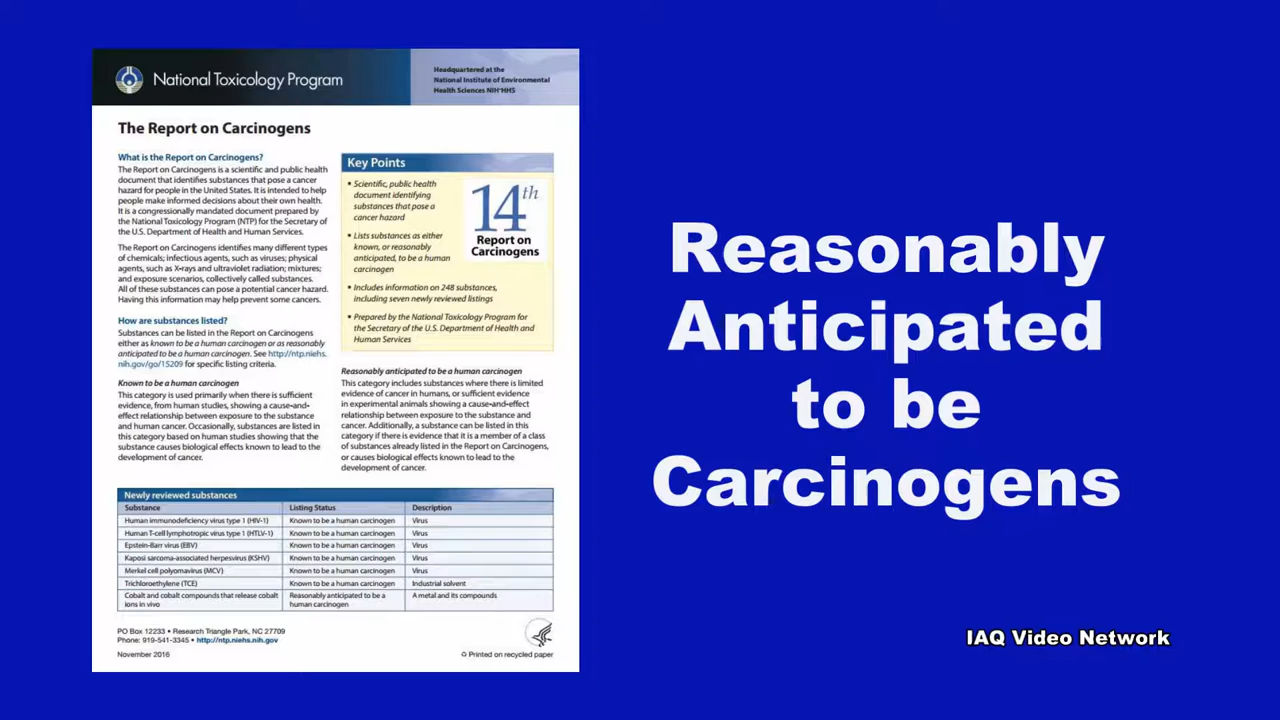 National Toxicology Program
Headquartered at the
National Institute of Environmental
Health Sciences NIH-HHS
The Report on Carcinogens
What is the Report on Carcinogens?
The Report on Carcinogens is a scientific and public health
document that identifies substances that pose a cancer
hazard for people in the United States. It is intended to help
people make informed decisions about their own health.
It is a congressionally mandated document prepared by
the National Toxicology Program (NTP) for the Secretary of
the U.S. Department of Health and Human Services.
The Report on Carcinogens identifies many different types
of chemicals; infectious agents, such as viruses; physical
agents, such as X-rays and ultraviolet radiation; mixtures;
and exposure scenarios, collectively called substances.
All of these substances can pose a potential cancer hazard.
Having this information may help prevent some cancers.
How are substances listed?
Substances can be listed in the Report on Carcinogens
either as known to be a human carcinogen or as reasonably
anticipated to be a human carcinogen. See http://ntp.niehs.
nih.gov/go/15209 for specific listing criteria.
Known to be a human carcinogen
This category is used primarily when there is sufficient
evidence, from human studies, showing a cause-and-
effect relationship between exposure to the substance
and human cancer. Occasionally, substances are listed in
this category based on human studies showing that the
substance causes biological effects known to lead to the
development of cancer.
Key Points
• Scientific, public health
document identifying
substances that pose a
cancer hazard
• Lists substances as either
known, or reasonably
anticipated, to be a human
carcinogen
• Includes information on 248 substances,
including seven newly reviewed listings
• Prepared by the National Toxicology Program for
the Secretary of the U.S. Department of Health and
Human Services
14th
Report on
Carcinogens
Reasonably anticipated to be a human carcinogen
This category includes substances where there is limited
evidence of cancer in humans, or sufficient evidence
in experimental animals showing a cause-and-effect
relationship between exposure to the substance and
cancer. Additionally, a substance can be listed in this
category if there is evidence that it is a member of a class
of substances already listed in the Report on Carcinogens,
or causes biological effects known to lead to the
development of cancer.
Newly reviewed substances
Substance Listing Status Description
Human immunodeficiency virus type 1 (HIV-1) Known to be a human carcinogen Virus
Human T-cell lymphotropic virus type 1 (HTLV-1) Known to be a human carcinogen Virus
Epstein-Barr virus (EBV) Known to be a human carcinogen Virus
Kaposi sarcoma-associated herpesvirus (KSHV) Known to be a human carcinogen Virus
Merkel cell polyomavirus (MCV) Known to be a human carcinogen Virus
Trichloroethylene (TCE) Known to be a human carcinogen Industrial solvent
Cobalt and cobalt compounds that release cobalt Reasonably anticipated to be a A metal and its compounds
ions in vivo human carcinogen
PO Box 12233 • Research Triangle Park, NC 27709
Phone: 919-541-3345 • http://ntp.niehs.nih.gov
November 2016
Printed on recycled paper
Reasonably
Anticipated
to be
Carcinogens
IAQ Video Network